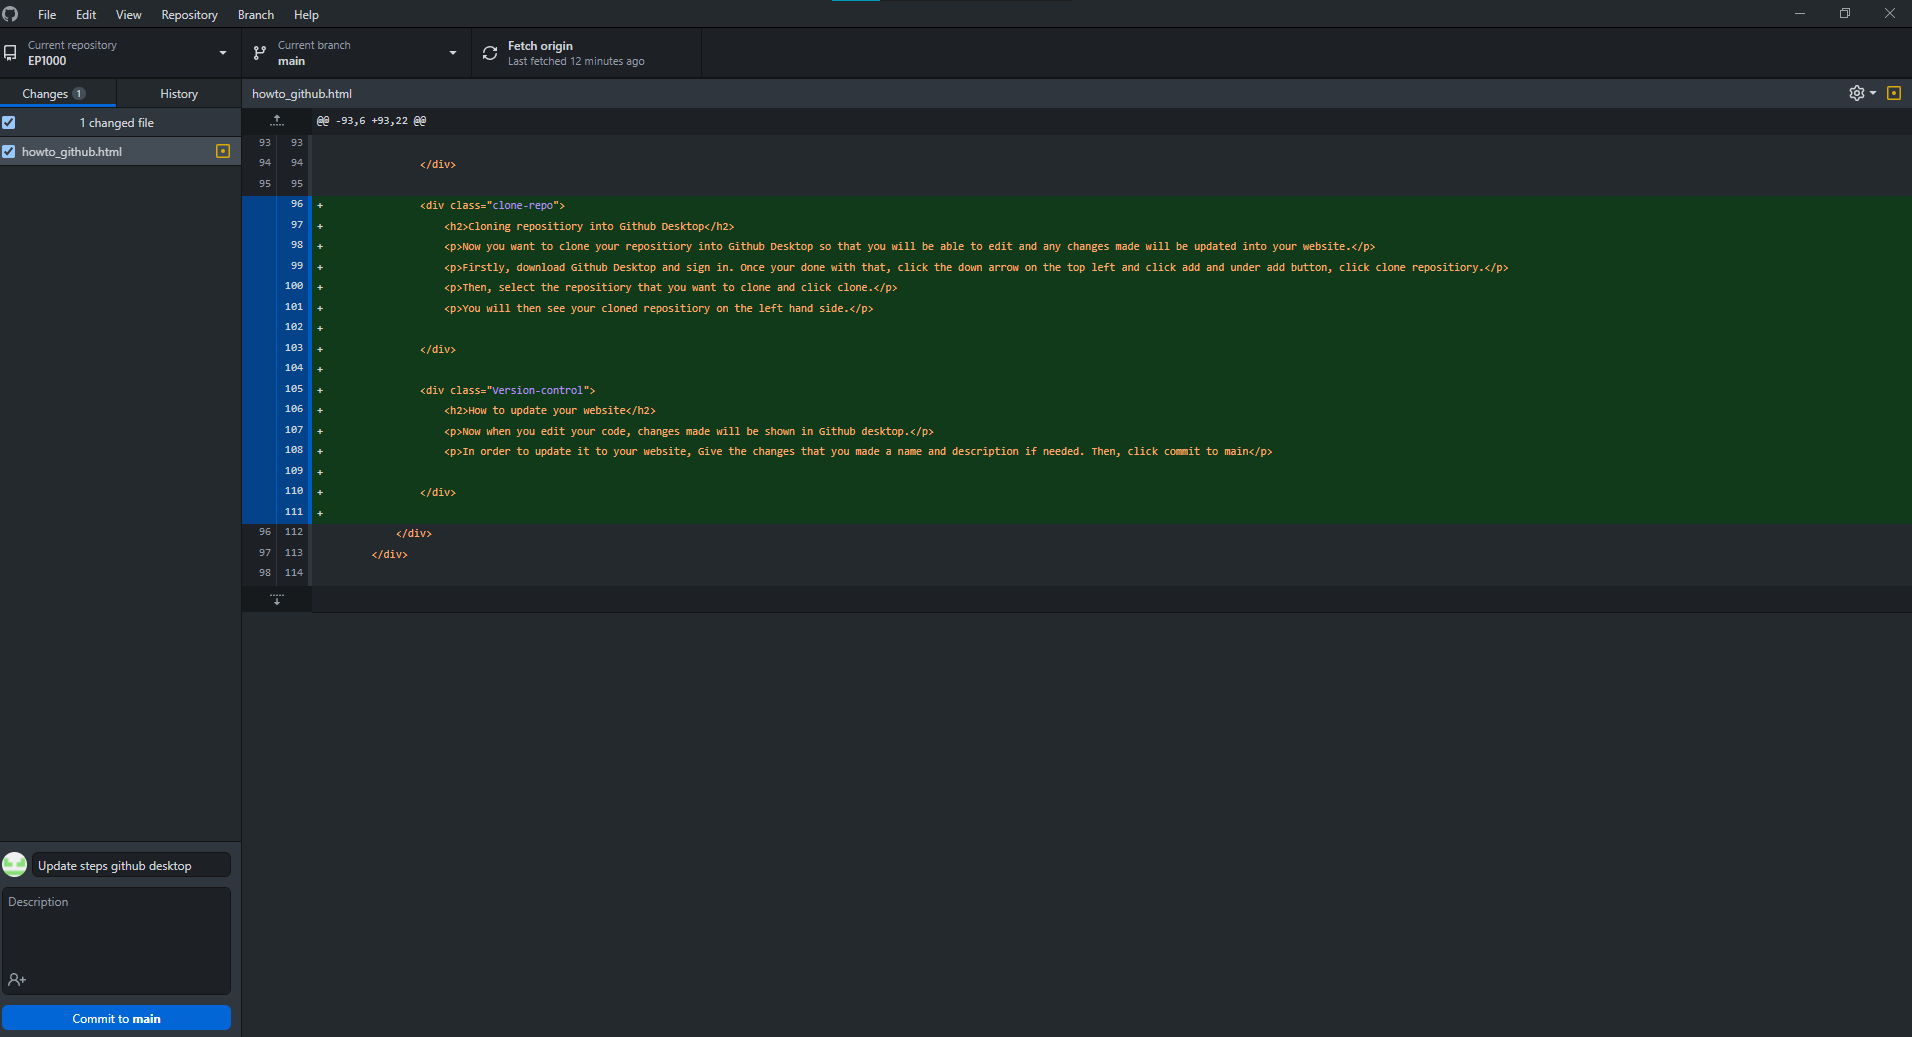 File Edit View Repository Branch Help
Current repository
EP1000
Current branch
main
Fetch origin
Last fetched 12 minutes ago
Changes 1 History
howto_github.html
1 changed file
howto_github.html
@@ -93,6 +93,22 @@
93 93
94 94 </div>
95 95
96 + <div class="clone-repo">
97 + <h2>Cloning repositiory into Github Desktop</h2>
98 + <p>Now you want to clone your repositiory into Github Desktop so that you will be able to edit and any changes made will be updated into your website.</p>
99 + <p>Firstly, download Github Desktop and sign in. Once your done with that, click the down arrow on the top left and click add and under add button, click clone repositiory.</p>
100 + <p>Then, select the repositiory that you want to clone and click clone.</p>
101 + <p>You will then see your cloned repositiory on the left hand side.</p>
102 +
103 + </div>
104 +
105 + <div class="Version-control">
106 + <h2>How to update your website</h2>
107 + <p>Now when you edit your code, changes made will be shown in Github desktop.</p>
108 + <p>In order to update it to your website, Give the changes that you made a name and description if needed. Then, click commit to main</p>
109 +
110 + </div>
111 +
96 112 </div>
97 113 </div>
98 114
Update steps github desktop
Description
Commit to main